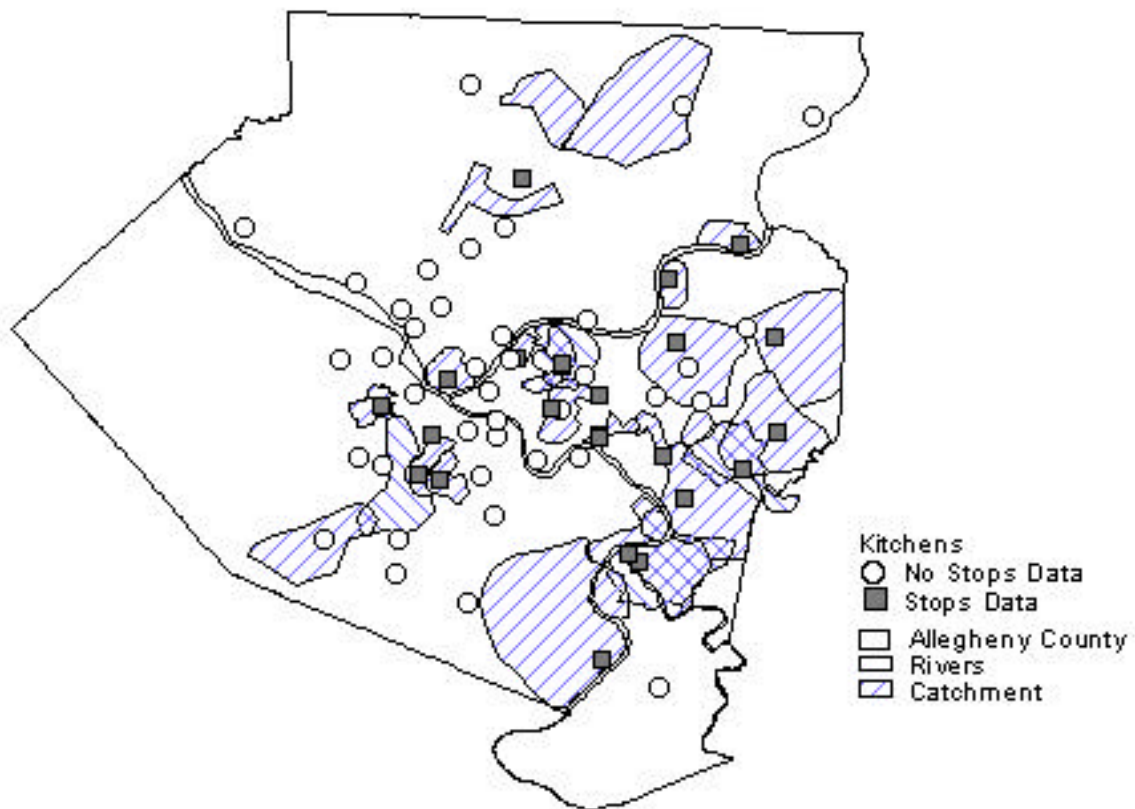 Kitchens
No Stops Data
Stops Data
Allegheny County
Rivers
Catchment